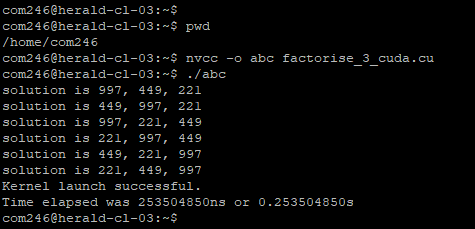 com246@herald-cl-03:~$
com246@herald-cl-03:~$ pwd
/home/com246
com246@herald-cl-03:~$ nvcc -o abc factorise_3_cuda.cu
com246@herald-cl-03:~$ ./abc
solution is 997, 449, 221
solution is 449, 997, 221
solution is 997, 221, 449
solution is 221, 997, 449
solution is 449, 221, 997
solution is 221, 449, 997
Kernel launch successful.
Time elapsed was 253504850ns or 0.253504850s
com246@herald-cl-03:~$